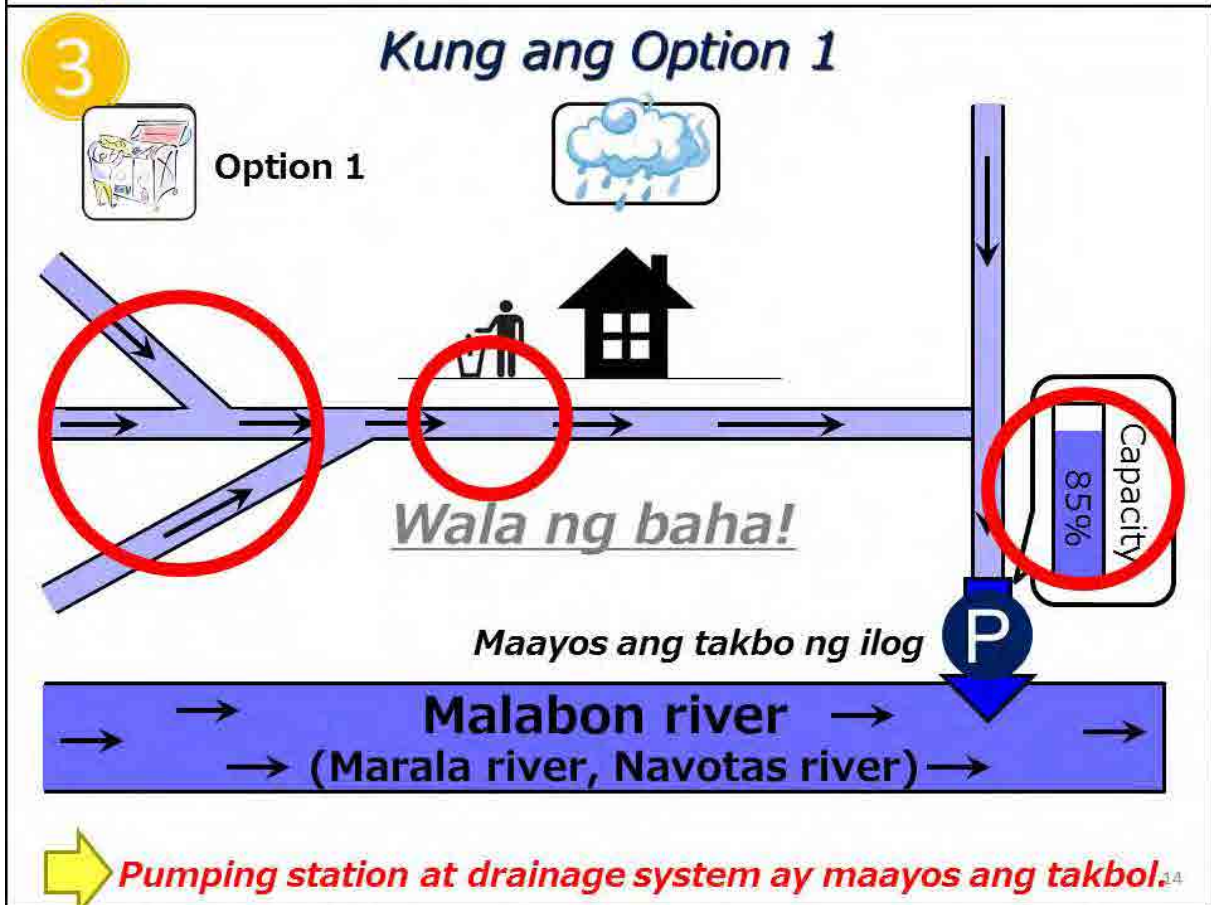 3
Kung ang Option 1
Option 1
Capacity
85%
Wala ng baha!
Maayos ang takbo ng ilog
P
Malabon river
(Marala river, Navotas river)
Pumping station at drainage system ay maayos ang takbol.
14